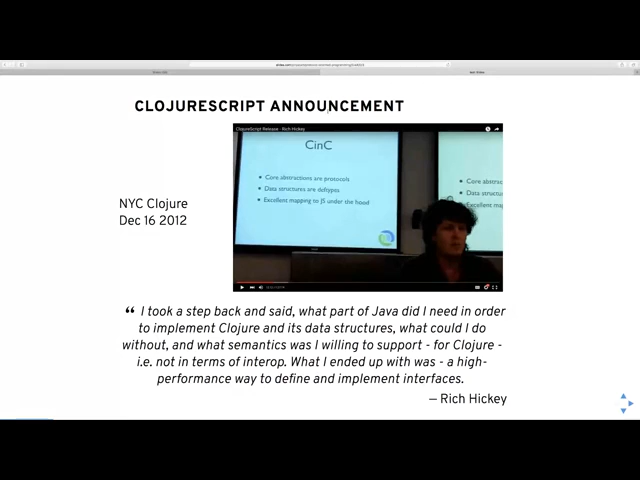 CLOJURESCRIPT ANNOUNCEMENT
ClojureScript Release - Rich Hickey
CinC
Core abstractions are protocols
Data structures are deftypes
Excellent mapping to JS under the hood
Core abstrac
Data structu
Excellent map
NYC Clojure
Dec 16 2012
“ I took a step back and said, what part of Java did I need in order
to implement Clojure and its data structures, what could I do
without, and what semantics was I willing to support - for Clojure -
i.e. not in terms of interop. What I ended up with was - a high-
performance way to define and implement interfaces.
— Rich Hickey